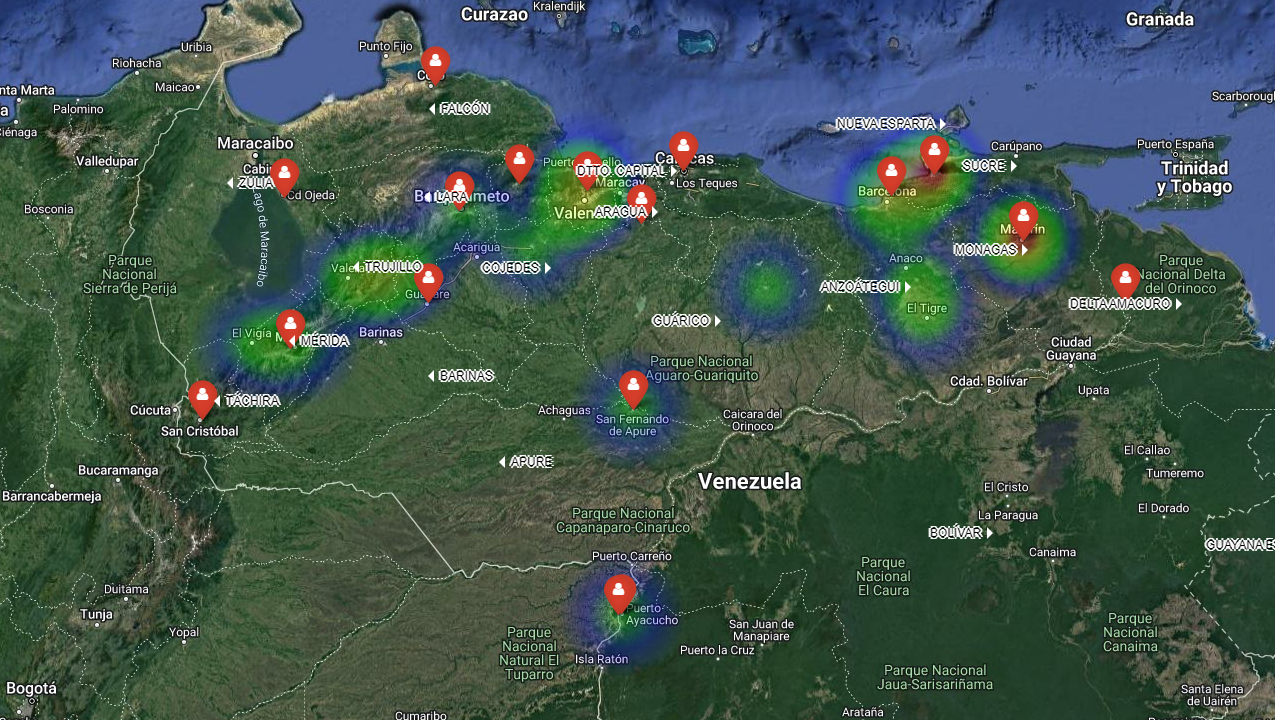 Kralendijk
Curazao
Granada
Punto Fijo
Uribia
Riohacha
Maicao
Santa Marta
Palomino
Ciénaga
FALCÓN
Scarborough
NUEVA ESPARTA
Maracaibo
Valledupar
Carúpano
Puerto España
Trinidad
y Tobago
DTTO. CAPITAL
Caracas
SUCRE
ZULIA
Cd Ojeda
LARA
Maracay
Los Teques
Barcelona
Bosconia
Lago de Maracaibo
Valencia
ARAGUA
Maturín
Acarigua
MONAGAS
Parque
Nacional
Sierra de Perijá
Valera
TRUJILLO
COJEDES
Anaco
Parque
Nacional Delta
del Orinoco
Guanare
ANZOÁTEGUI
DELTA AMACURO
El Tigre
GUÁRICO
El Vigía
MÉRIDA
Barinas
Ciudad
Guayana
Parque Nacional
Aguaro-Guariquito
BARINAS
Cdad. Bolívar
Upata
TÁCHIRA
Cúcuta
San Cristóbal
Achaguas
San Fernando
de Apure
Caicara del
Orinoco
El Callao
APURE
Bucaramanga
Tumeremo
Venezuela
Barrancabermeja
El Cristo
El Dorado
Parque Nacional
Capanaparo-Cinaruco
La Paragua
BOLÍVAR
GUAYANA ES
Puerto Carreño
Canaima
Parque
Nacional
El Caura
Duitama
Tunja
Puerto
Ayacucho
Yopal
San Juan de
Manapiare
Parque
Nacional
Natural El
Tuparro
Puerto la Cruz
Parque
Nacional
Canaima
Isla Ratón
Parque Nacional
Jaua-Sarisariñama
Bogotá
Santa Elena
de Uairén
Cumaribo
Arataña